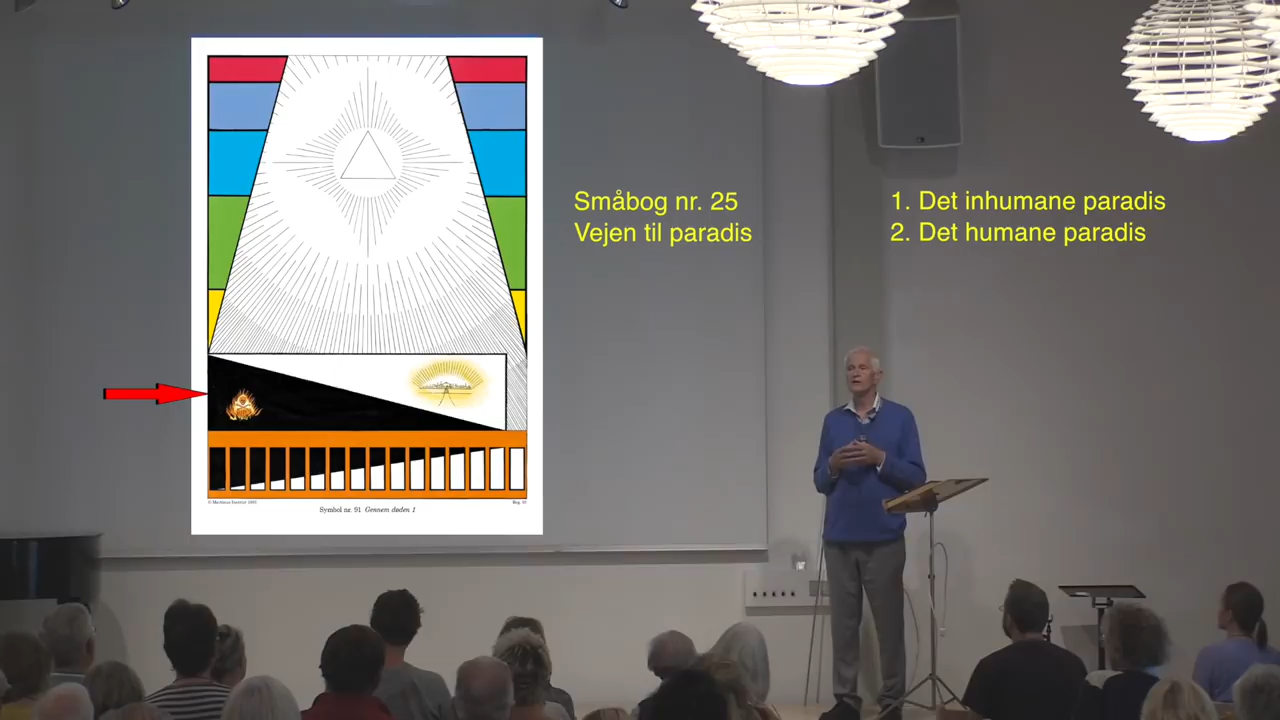 Småbog nr. 25
Vejen til paradis
1. Det inhumane paradis
2. Det humane paradis
Symbol nr. 91 Gennem døden 1